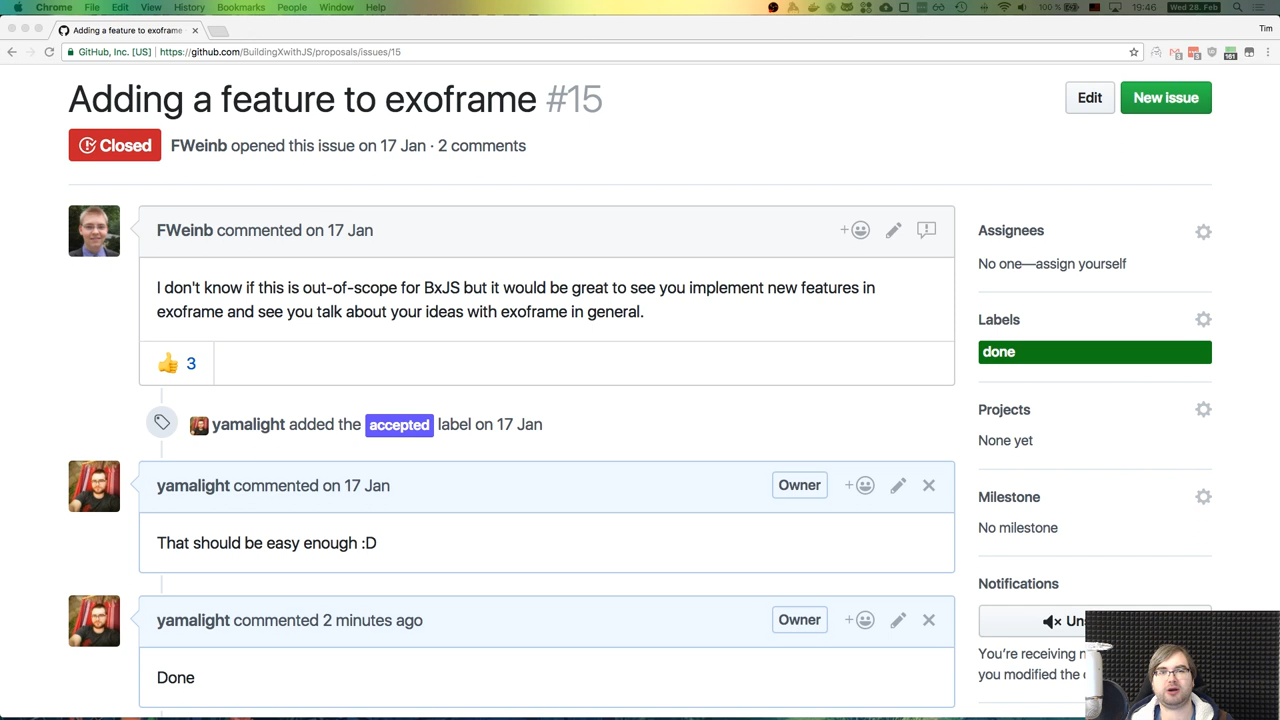 Chrome File Edit View History Bookmarks People Window Help 100 % 19:46 Wed 28. Feb
Adding a feature to exoframe Tim
GitHub, Inc. [US] https://github.com/BuildingXwithJS/proposals/issues/15
Adding a feature to exoframe #15
Edit New issue
Closed FWeinb opened this issue on 17 Jan · 2 comments
FWeinb commented on 17 Jan
I don't know if this is out-of-scope for BxJS but it would be great to see you implement new features in
exoframe and see you talk about your ideas with exoframe in general.
3
yamalight added the accepted label on 17 Jan
yamalight commented on 17 Jan Owner
That should be easy enough :D
yamalight commented 2 minutes ago Owner
Done
Assignees
No one—assign yourself
Labels
done
Projects
None yet
Milestone
No milestone
Notifications
You're receiving
you modified the